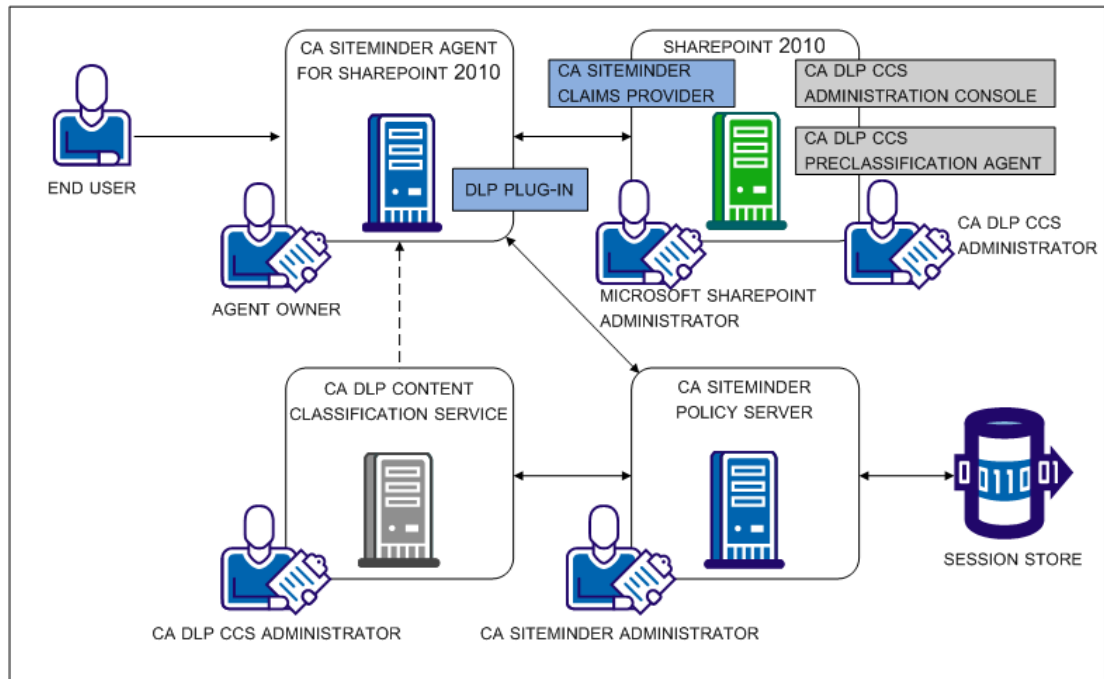 CA SITEMINDER AGENT
FOR SHAREPOINT 2010
SHAREPOINT 2010
CA SITEMINDER
CLAIMS PROVIDER
CA DLP CCS
ADMINISTRATION CONSOLE
CA DLP CCS
PRECLASSIFICATION AGENT
END USER
DLP PLUG-IN
CA DLP CCS
ADMINISTRATOR
AGENT OWNER
MICROSOFT SHAREPOINT
ADMINISTRATOR
CA DLP CONTENT
CLASSIFICATION SERVICE
CA SITEMINDER
POLICY SERVER
0 0110 01
SESSION STORE
CA DLP CCS ADMINISTRATOR
CA SITEMINDER ADMINISTRATOR